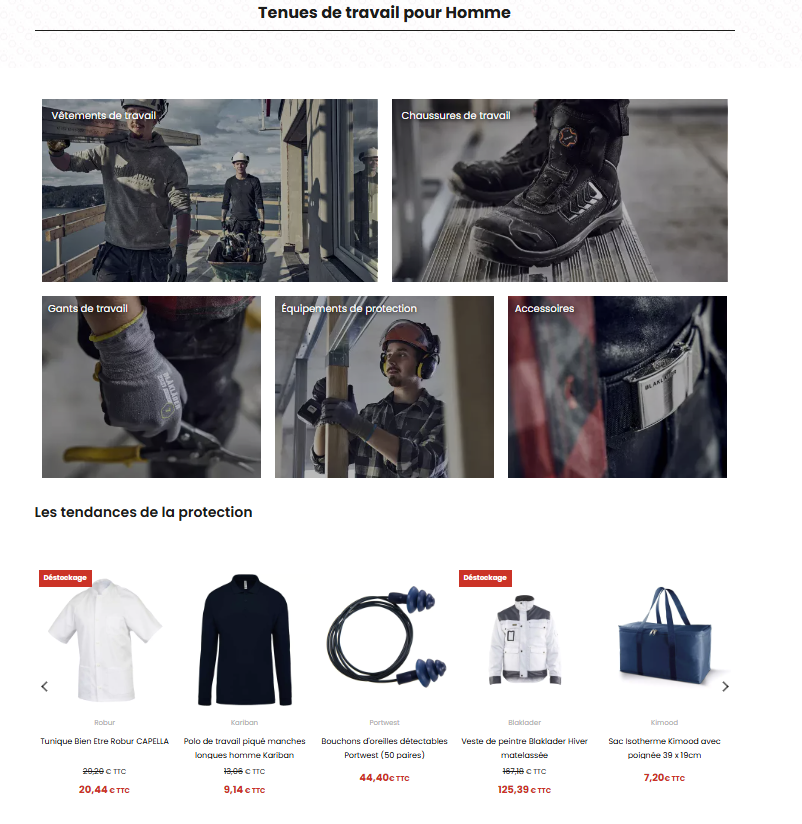 Tenues de travail pour Homme
Vêtements de travail
Chaussures de travail
Gants de travail
Équipements de protection
Accessoires
BLAKLÄDER
BLAKLÄDER
Les tendances de la protection
Déstockage
Déstockage
Robur
Kariban
Portwest
Blaklader
Kimood
Tunique Bien Etre Robur CAPELLA
Polo de travail piqué manches
longues homme Kariban
Bouchons d'oreilles détectables
Portwest (50 paires)
Veste de peintre Blaklader Hiver
matelassée
Sac Isotherme Kimood avec
poignée 39 x 19cm
29,20 € TTC
20,44 € TTC
13,06 € TTC
9,14 € TTC
44,40€ TTC
167,18 € TTC
125,39 € TTC
7,20€ TTC